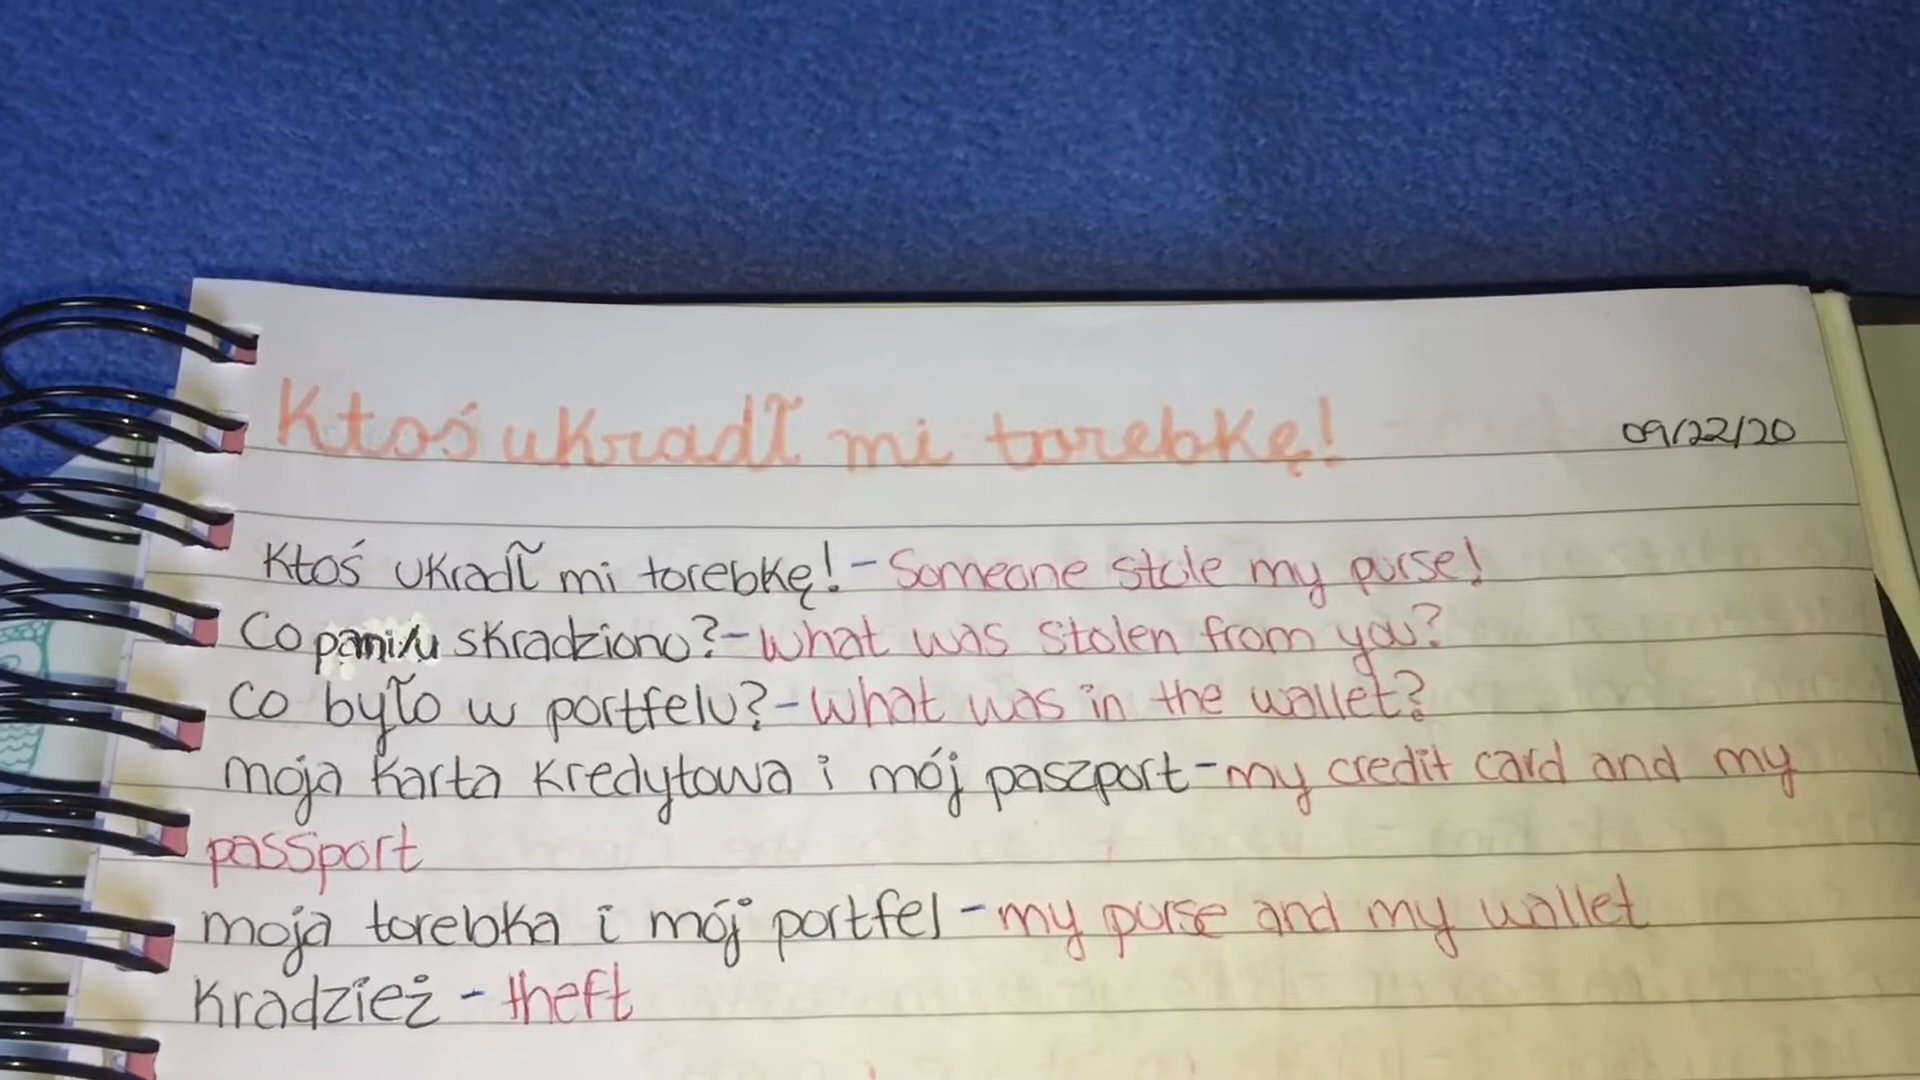 Ktoś ukradł mi torebkę!
09/22/20
Ktoś ukradł mi torebkę! - Someone stole my purse!
Co pani/u skradziono? - what was stolen from you?
Co było w portfelu? - what was in the wallet?
moja karta kredytowa i mój paszport - my credit card and my
passport
moja torebka i mój portfel - my purse and my wallet
Kradzież - theft